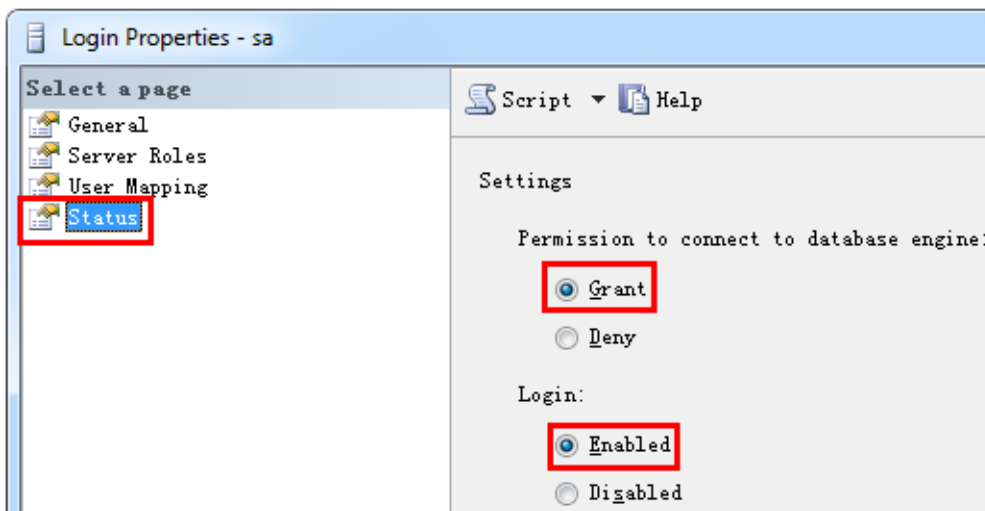 Login Properties - sa
Select a page
General
Server Roles
User Mapping
Status
Script
Help
Settings
Permission to connect to database engine:
Grant
Deny
Login:
Enabled
Disabled